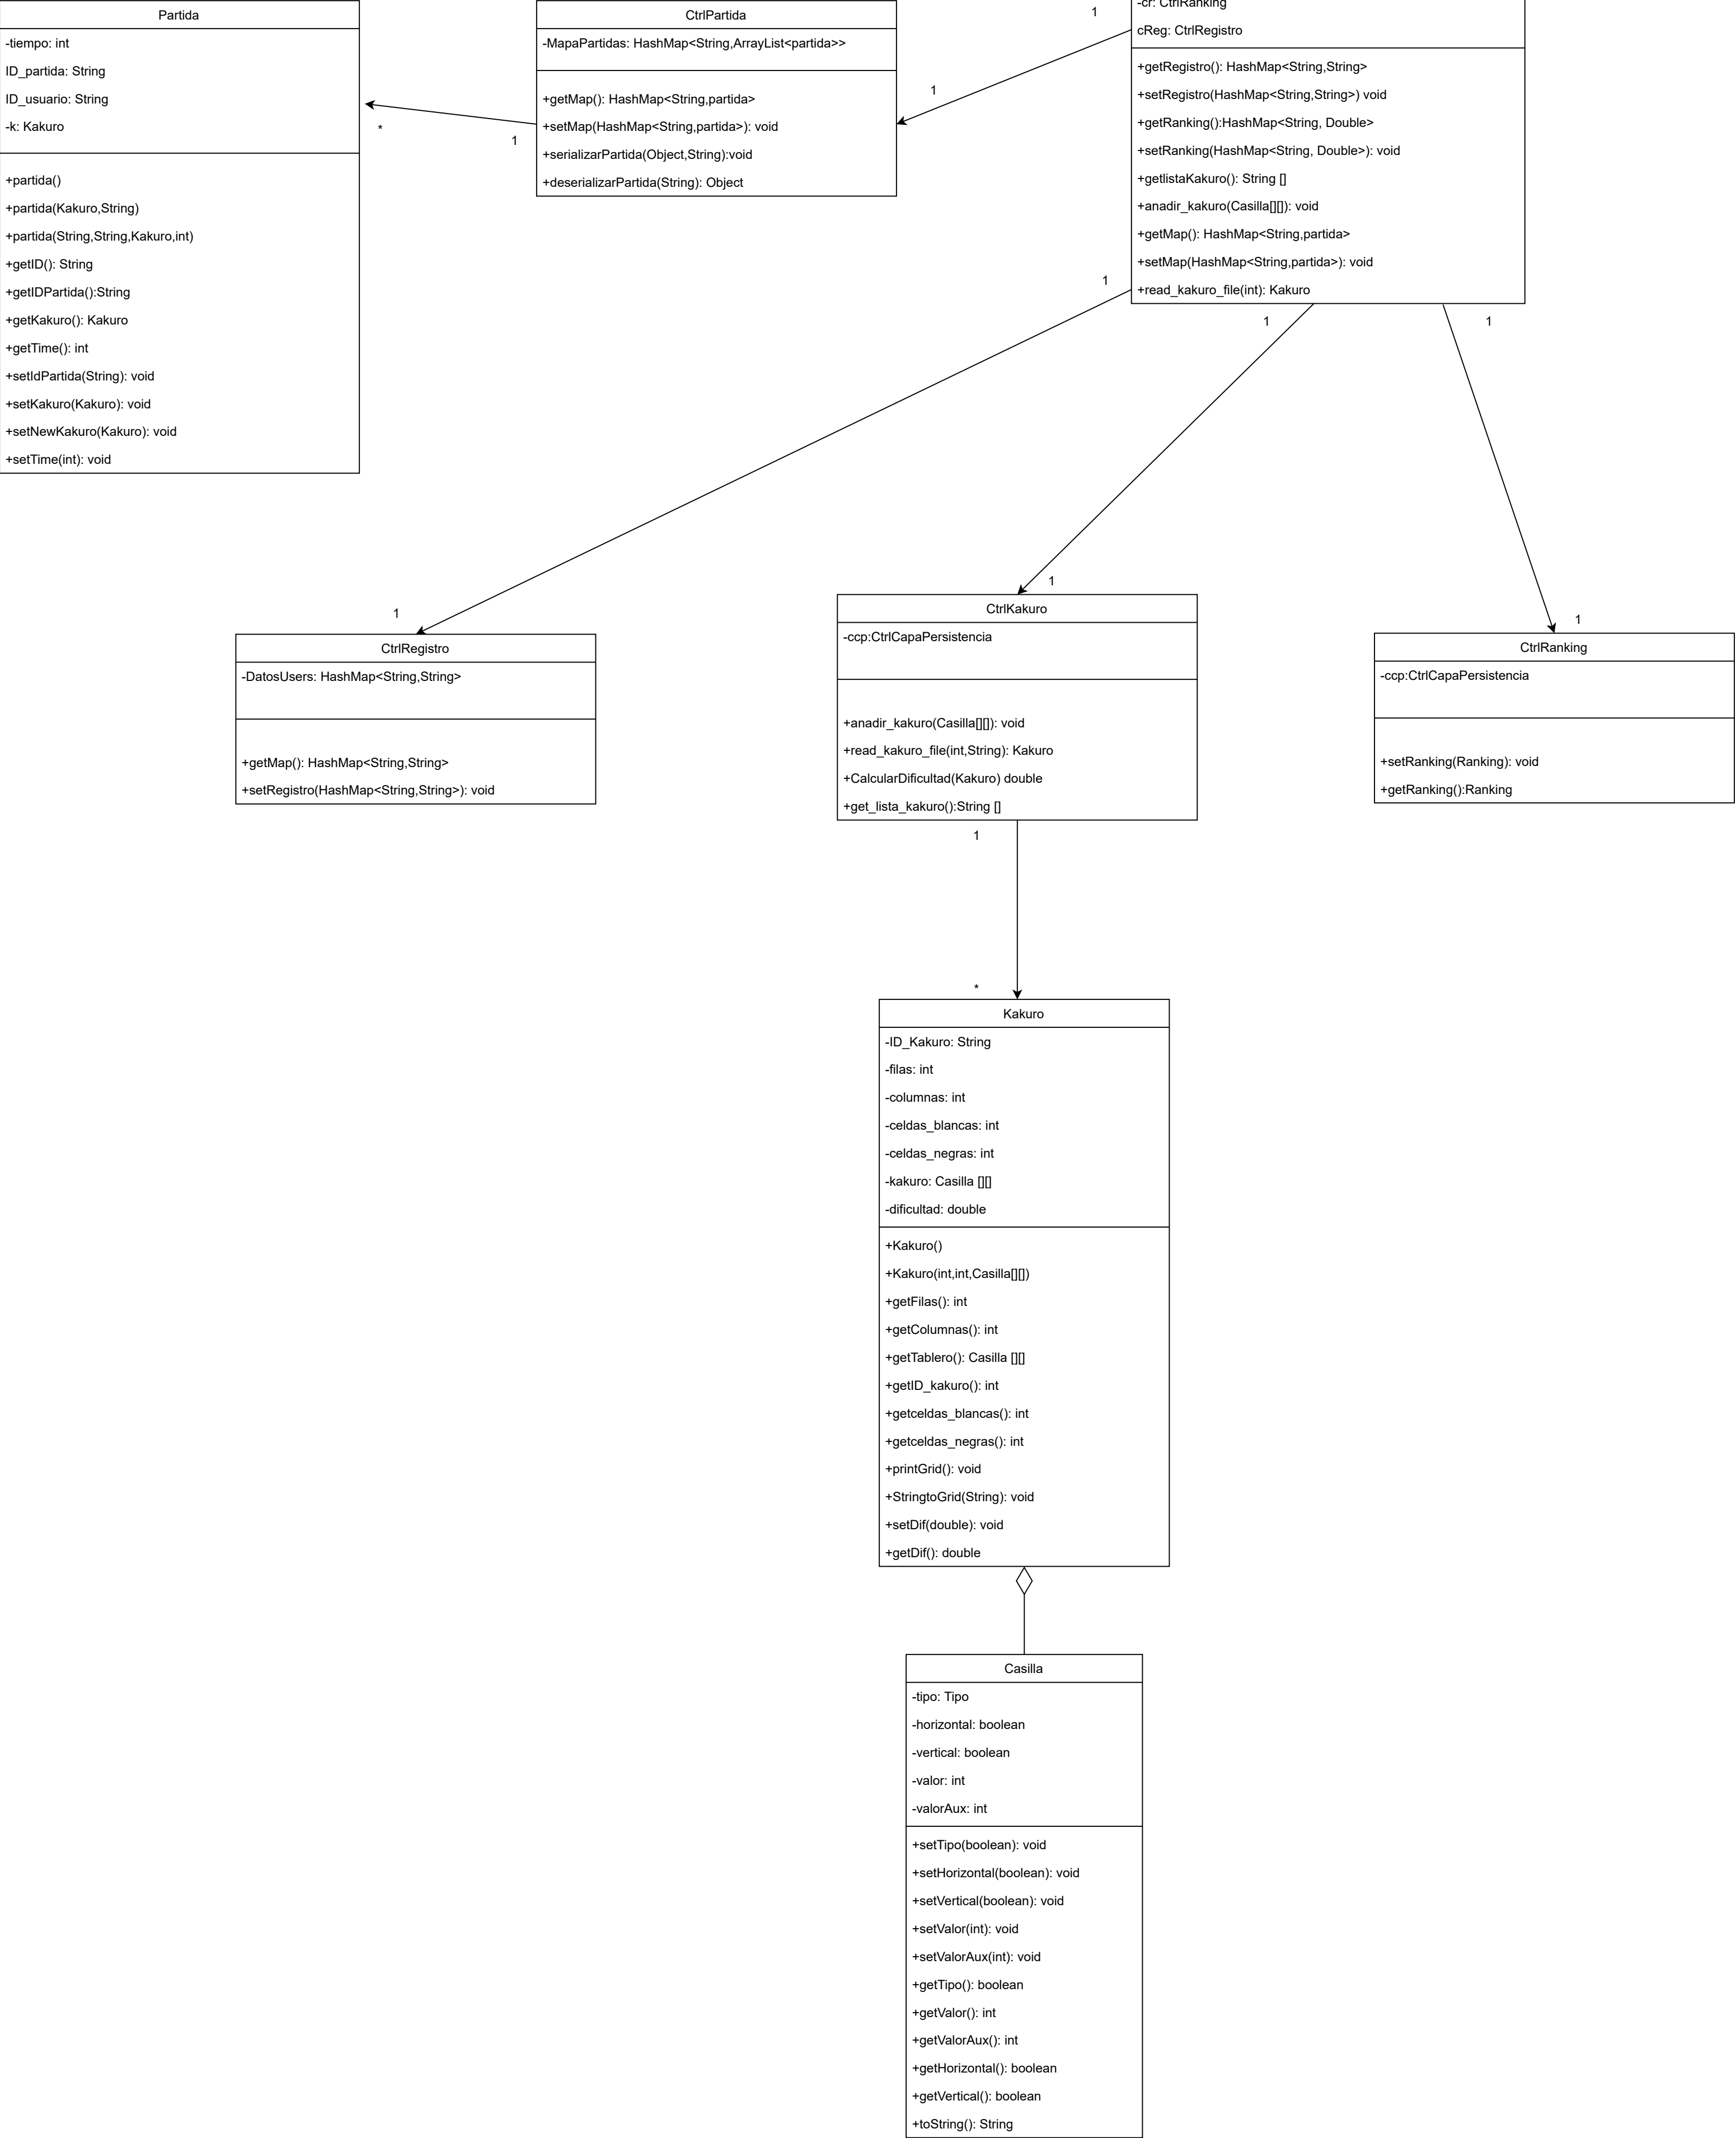 Partida
-tiempo: int
ID_partida: String
ID_usuario: String
-k: Kakuro
+partida()
+partida(Kakuro,String)
+partida(String,String,Kakuro,int)
+getID(): String
+getIDPartida():String
+getKakuro(): Kakuro
+getTime(): int
+setIdPartida(String): void
+setKakuro(Kakuro): void
+setNewKakuro(Kakuro): void
+setTime(int): void
*
1
CtrlPartida
-MapaPartidas: HashMap<String,ArrayList<partida>>
+getMap(): HashMap<String,partida>
+setMap(HashMap<String,partida>): void
+serializarPartida(Object,String):void
+deserializarPartida(String): Object
1
1
-cr: CtrlRanking
cReg: CtrlRegistro
+getRegistro(): HashMap<String,String>
+setRegistro(HashMap<String,String>) void
+getRanking():HashMap<String, Double>
+setRanking(HashMap<String, Double>): void
+getlistaKakuro(): String []
+anadir_kakuro(Casilla[][]): void
+getMap(): HashMap<String,partida>
+setMap(HashMap<String,partida>): void
+read_kakuro_file(int): Kakuro
1
1
1
1
1
1
CtrlRegistro
-DatosUsers: HashMap<String,String>
+getMap(): HashMap<String,String>
+setRegistro(HashMap<String,String>): void
CtrlKakuro
-ccp:CtrlCapaPersistencia
+anadir_kakuro(Casilla[][]): void
+read_kakuro_file(int,String): Kakuro
+CalcularDificultad(Kakuro) double
+get_lista_kakuro():String []
CtrlRanking
-ccp:CtrlCapaPersistencia
+setRanking(Ranking): void
+getRanking():Ranking
1
*
Kakuro
-ID_Kakuro: String
-filas: int
-columnas: int
-celdas_blancas: int
-celdas_negras: int
-kakuro: Casilla [][]
-dificultad: double
+Kakuro()
+Kakuro(int,int,Casilla[][])
+getFilas(): int
+getColumnas(): int
+getTablero(): Casilla [][]
+getID_kakuro(): int
+getceldas_blancas(): int
+getceldas_negras(): int
+printGrid(): void
+StringtoGrid(String): void
+setDif(double): void
+getDif(): double
Casilla
-tipo: Tipo
-horizontal: boolean
-vertical: boolean
-valor: int
-valorAux: int
+setTipo(boolean): void
+setHorizontal(boolean): void
+setVertical(boolean): void
+setValor(int): void
+setValorAux(int): void
+getTipo(): boolean
+getValor(): int
+getValorAux(): int
+getHorizontal(): boolean
+getVertical(): boolean
+toString(): String